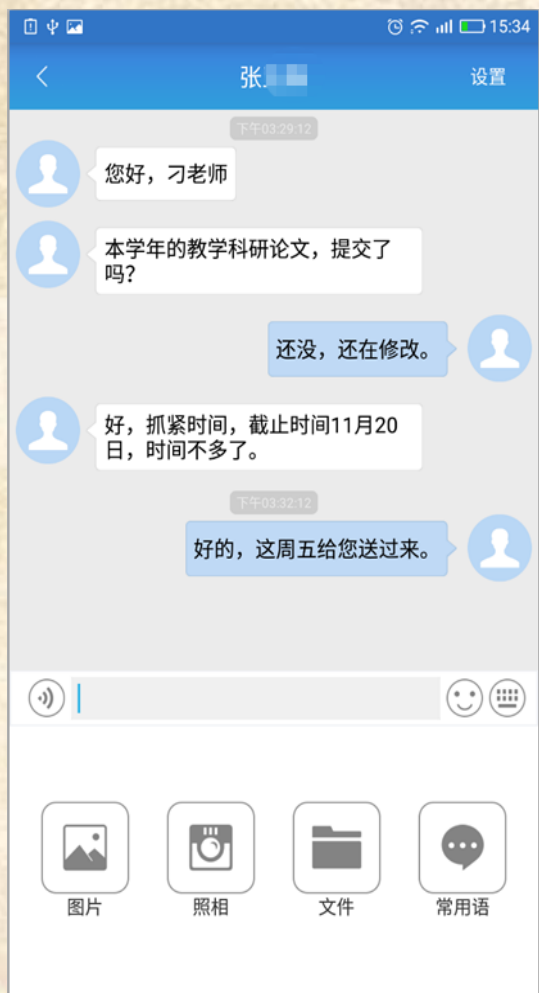 15:34
张
设置
下午03:29:12
您好，刁老师
本学年的教学科研论文，提交了
吗？
还没，还在修改。
好，抓紧时间，截止时间11月20
日，时间不多了。
下午03:32:12
好的，这周五给您送过来。
图片
照相
文件
常用语